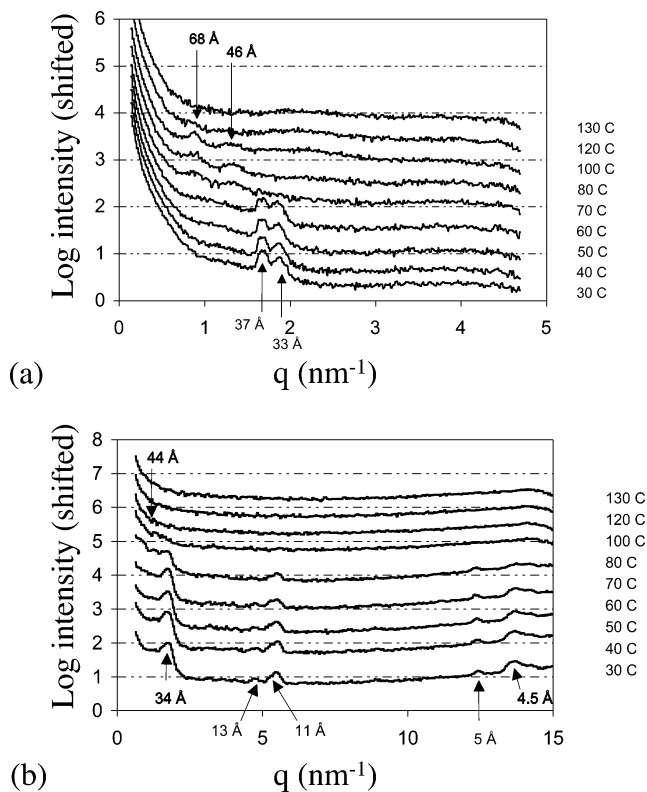 6
68 Å
46 Å
5
4
130 C
120 C
3
100 C
80 C
2
70 C
60 C
1
50 C
40 C
0
30 C
Log intensity (shifted)
0 1 2 3 4 5
37 Å
33 Å
(a)
q (nm-1)
8
44 Å
7
130 C
6
120 C
100 C
5
80 C
4
70 C
60 C
3
50 C
2
40 C
30 C
1
34 Å
4.5 Å
0
13 Å
11 Å
5 Å
Log intensity (shifted)
0 5 10 15
(b)
q (nm-1)